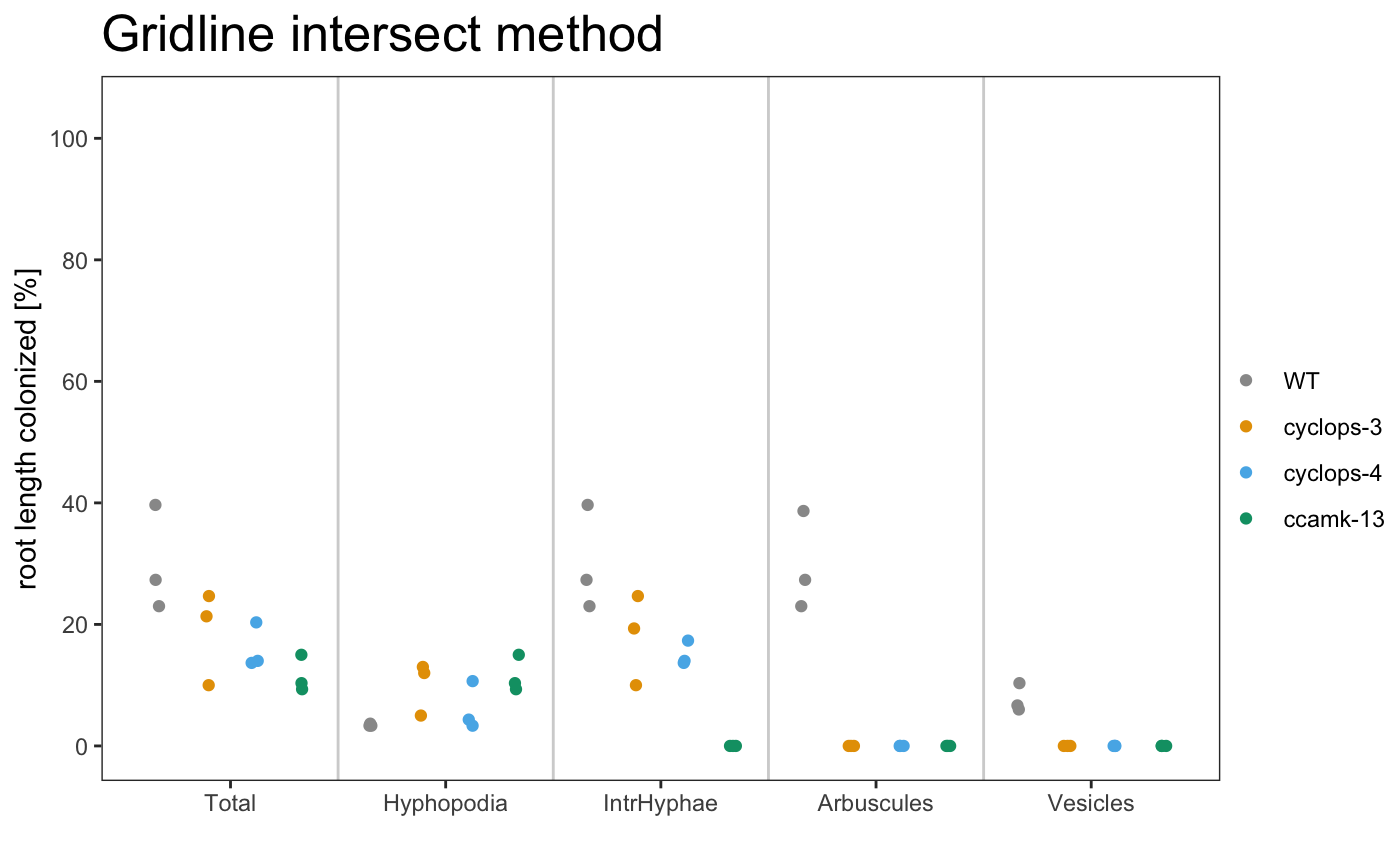 Gridline intersect method
root length colonized [%]
100
80
60
40
20
0
Total
Hyphopodia
IntrHyphae
Arbuscules
Vesicles
WT
cyclops-3
cyclops-4
ccamk-13